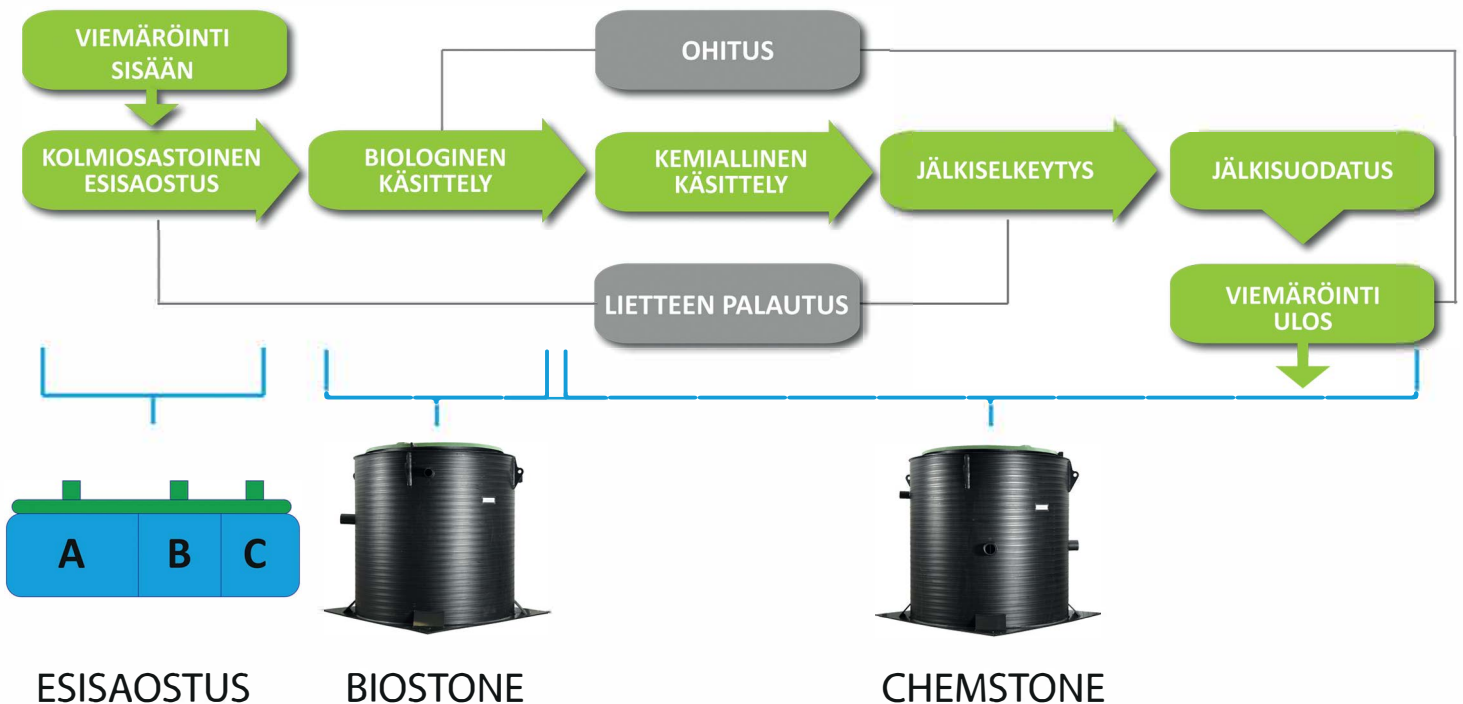 VIEMÄRÖINTI
SISÄÄN
OHITUS
KOLMIOSASTOINEN
ESISAOSTUS
BIOLOGINEN
KÄSITTELY
KEMIALLINEN
KÄSITTELY
JÄLKISELKEYTYS
JÄLKISUODATUS
LIETTEEN PALAUTUS
VIEMÄRÖINTI
ULOS
A B C
ESISAOSTUS
BIOSTONE
CHEMSTONE